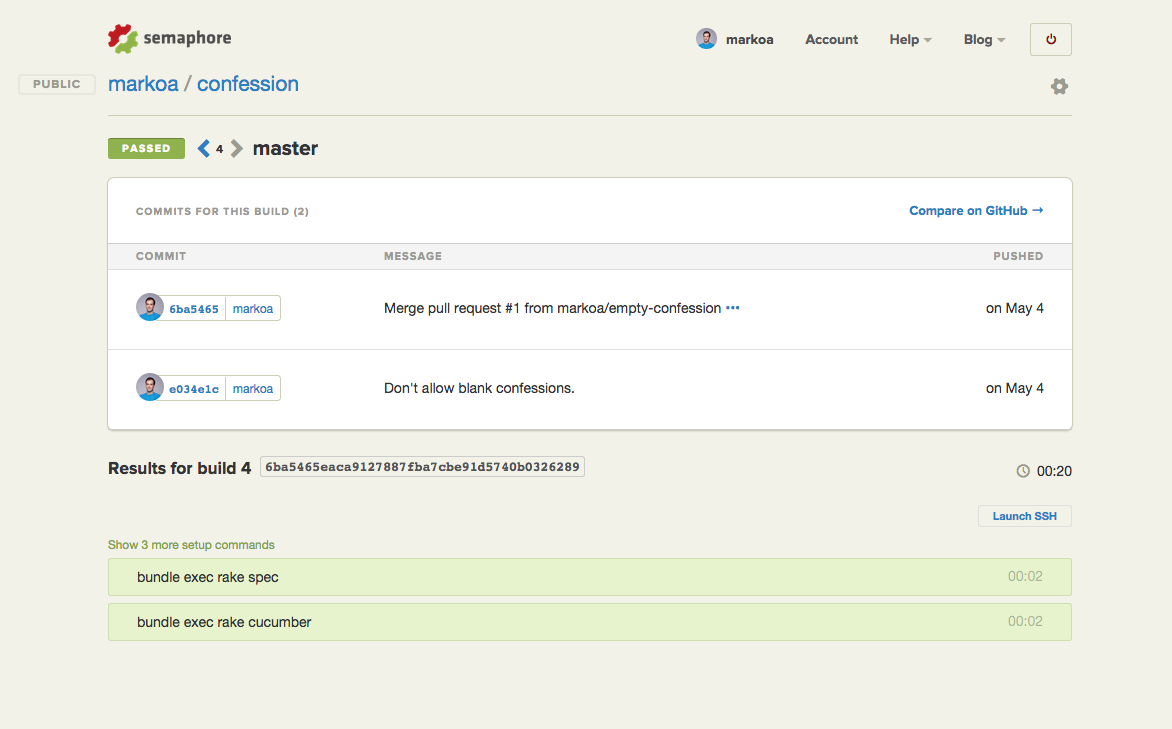 semaphore
markoa Account Help Blog
PUBLIC
markoa / confession
PASSED 4 master
COMMITS FOR THIS BUILD (2) Compare on GitHub →
COMMIT MESSAGE PUSHED
6ba5465 markoa Merge pull request #1 from markoa/empty-confession ••• on May 4
e034e1c markoa Don't allow blank confessions. on May 4
Results for build 4 6ba5465eaca9127887fba7cbe91d5740b0326289 00:20
Launch SSH
Show 3 more setup commands
bundle exec rake spec 00:02
bundle exec rake cucumber 00:02